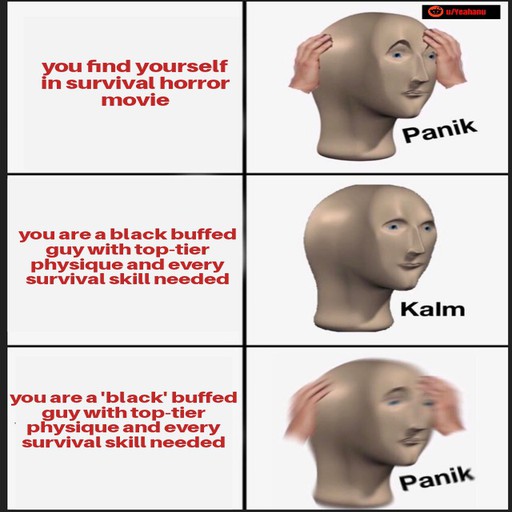 u/Yeahanu
you find yourself
in survival horror
movie
Panik
you are a black buffed
guy with top-tier
physique and every
survival skill needed
Kalm
you are a 'black' buffed
guy with top-tier
physique and every
survival skill needed
Panik